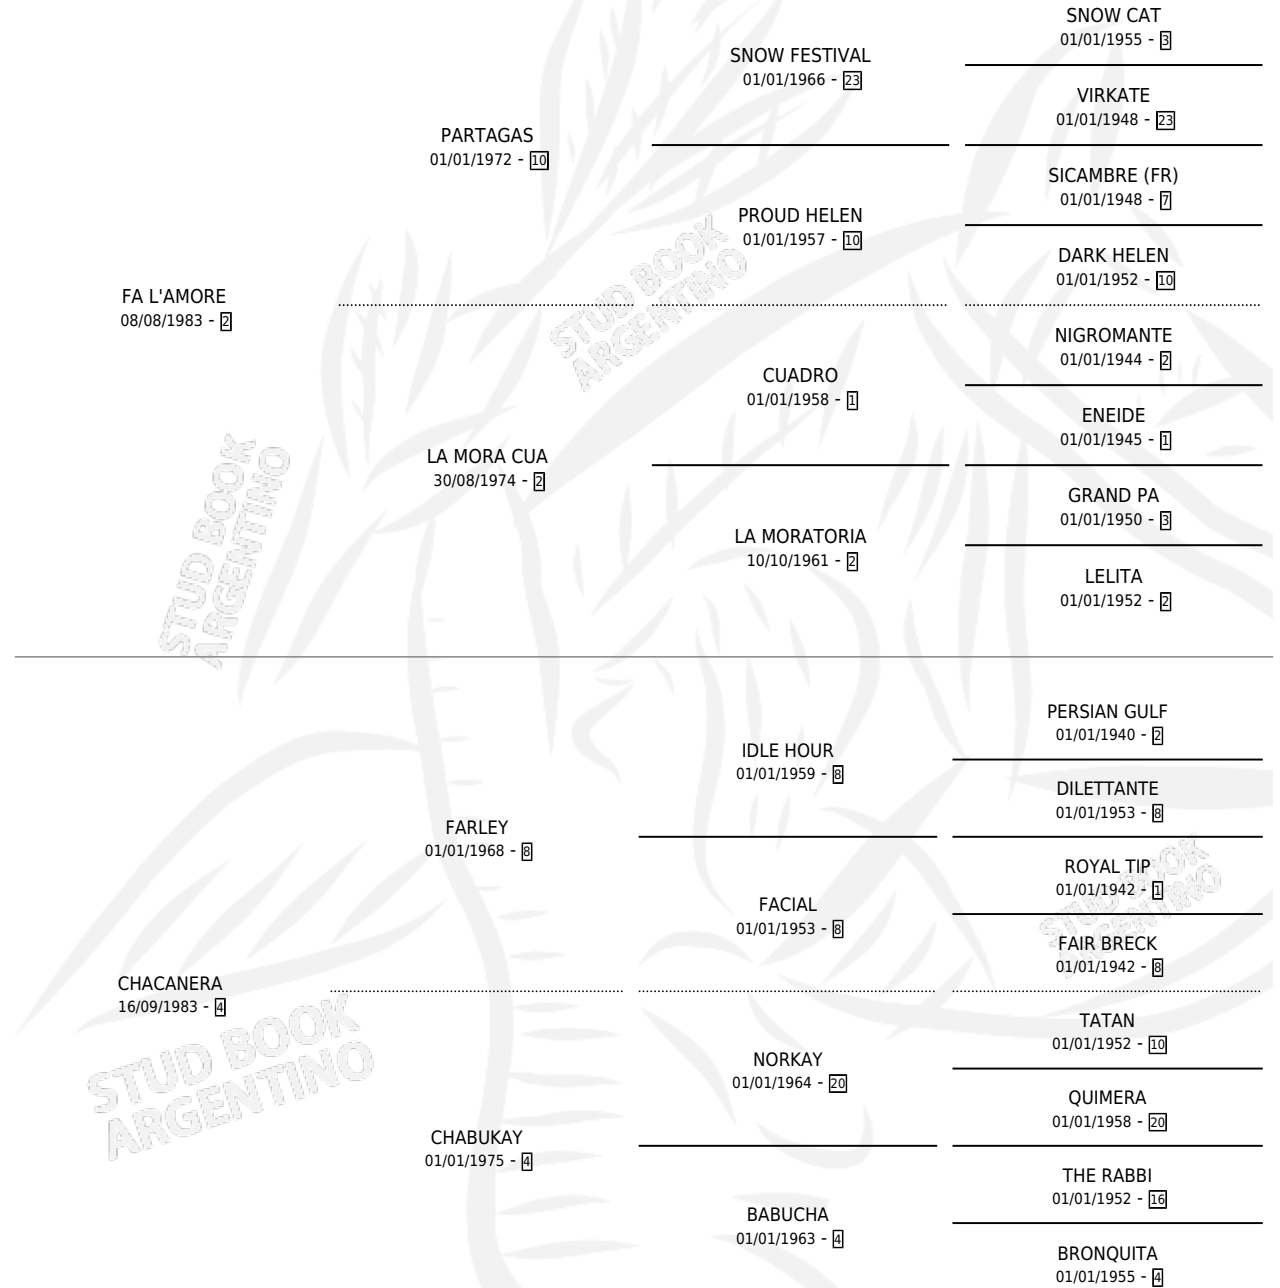 SNOW CAT
01/01/1955 - 3
SNOW FESTIVAL
01/01/1966 - 23
VIRKATE
01/01/1948 - 23
PARTAGAS
01/01/1972 - 10
SICAMBRE (FR)
01/01/1948 - 7
PROUD HELEN
01/01/1957 - 10
DARK HELEN
01/01/1952 - 10
FA L'AMORE
08/08/1983 - 2
STUD BOOK
ARGENTINO
NIGROMANTE
01/01/1944 - 2
CUADRO
01/01/1958 - 1
ENEIDE
01/01/1945 - 1
LA MORA CUA
30/08/1974 - 2
GRAND PA
01/01/1950 - 3
LA MORATORIA
10/10/1961 - 2
LELITA
01/01/1952 - 2
STUD BOOK
ARGENTINO
PERSIAN GULF
01/01/1940 - 2
IDLE HOUR
01/01/1959 - 8
DILETTANTE
01/01/1953 - 8
FARLEY
01/01/1968 - 8
ROYAL TIP
01/01/1942 - 1
FACIAL
01/01/1953 - 8
FAIR BRECK
01/01/1942 - 8
STUD BOOK
ARGENTINO
CHACANERA
16/09/1983 - 4
TATAN
01/01/1952 - 10
NORKAY
01/01/1964 - 20
QUIMERA
01/01/1958 - 20
STUD BOOK
ARGENTINO
CHABUKAY
01/01/1975 - 4
THE RABBI
01/01/1952 - 16
BABUCHA
01/01/1963 - 4
BRONQUITA
01/01/1955 - 4